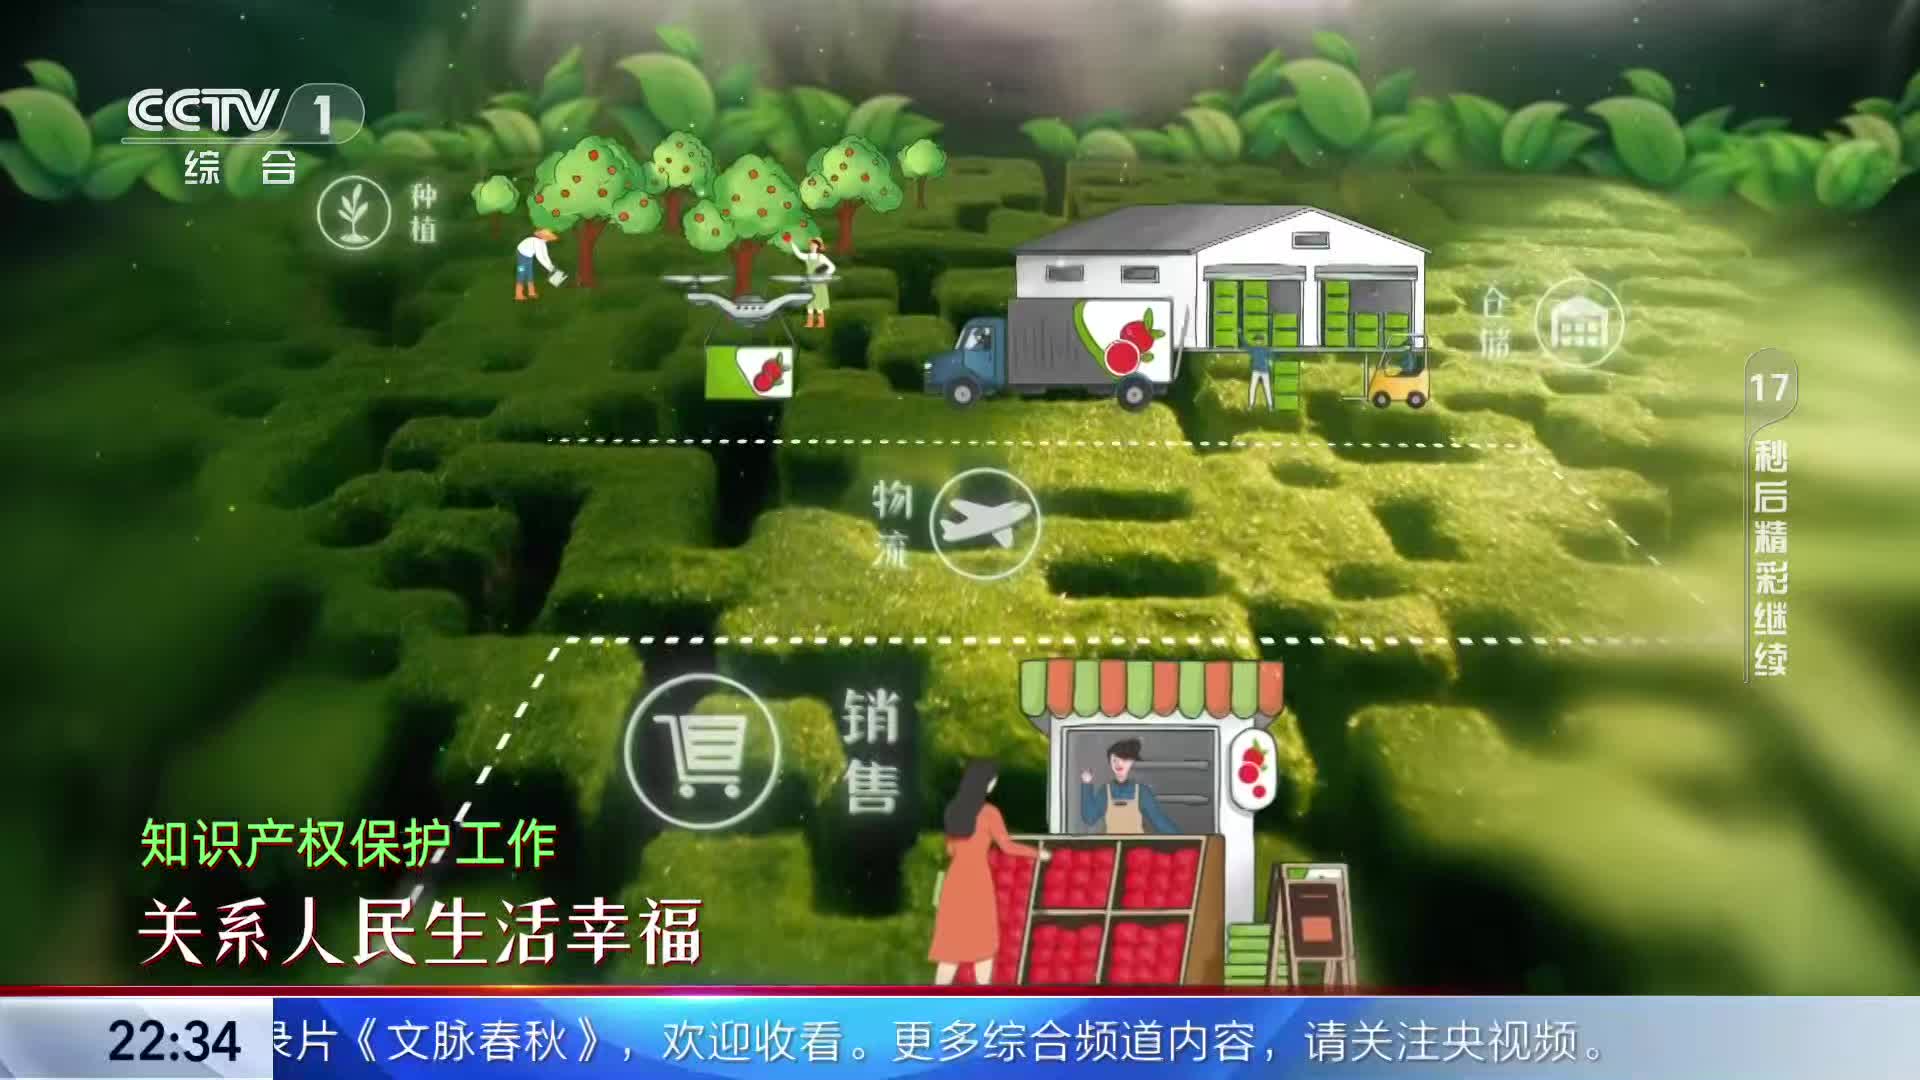 CCTV 1
综合
种植
仓储
17秒后精彩继续
物流
销售
知识产权保护工作
关系人民生活幸福
22:34
录片《文脉春秋》，欢迎收看。更多综合频道内容，请关注央视频。